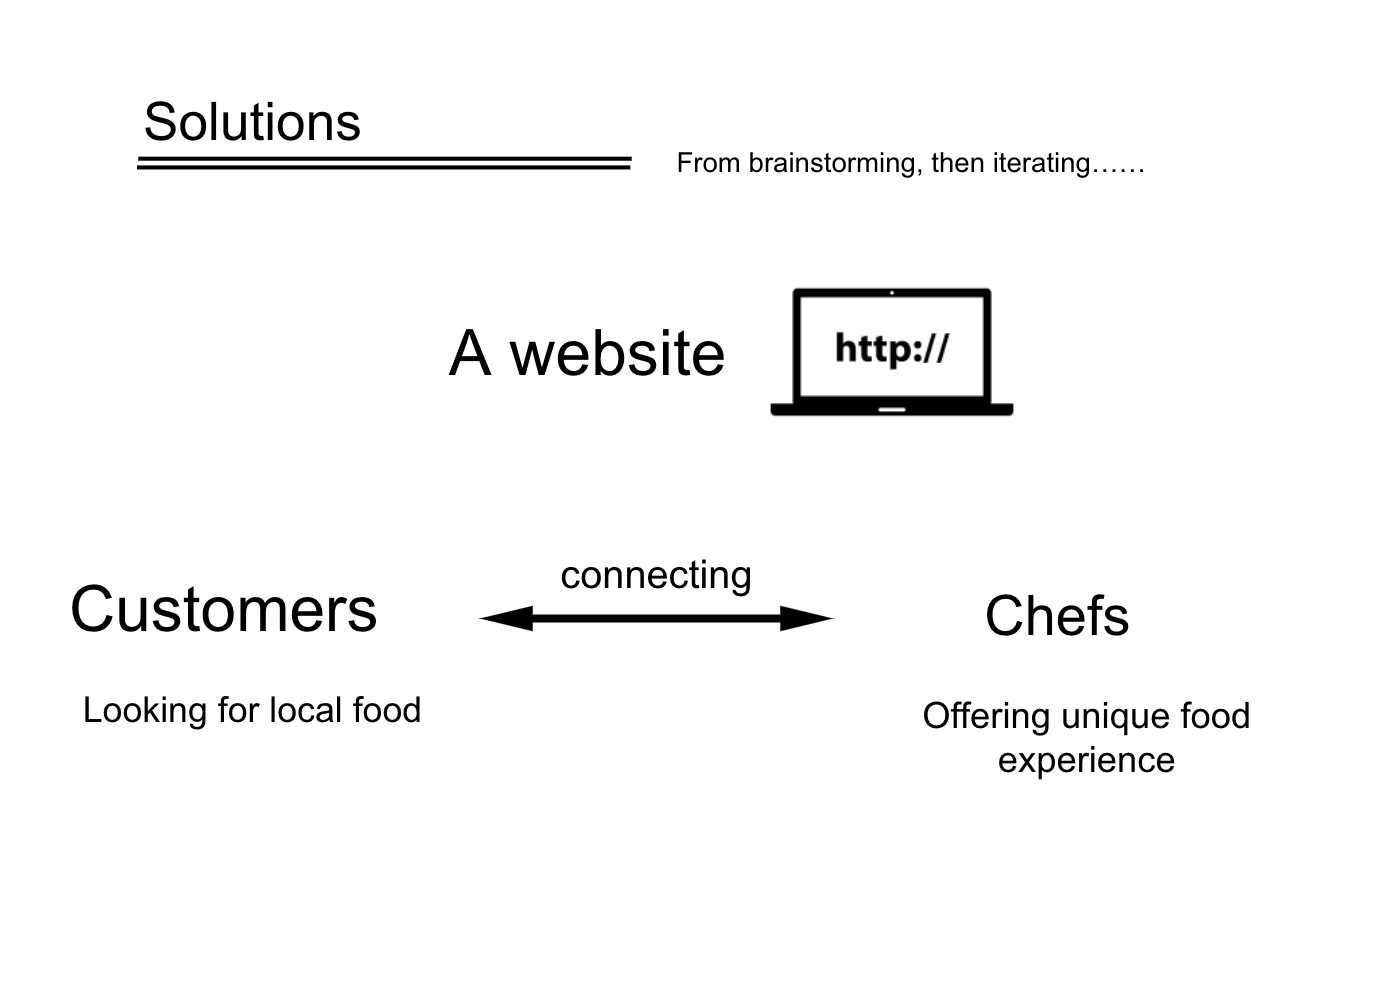 Solutions
From brainstorming, then iterating……
A website
http://
connecting
Customers
Chefs
Looking for local food
Offering unique food
experience